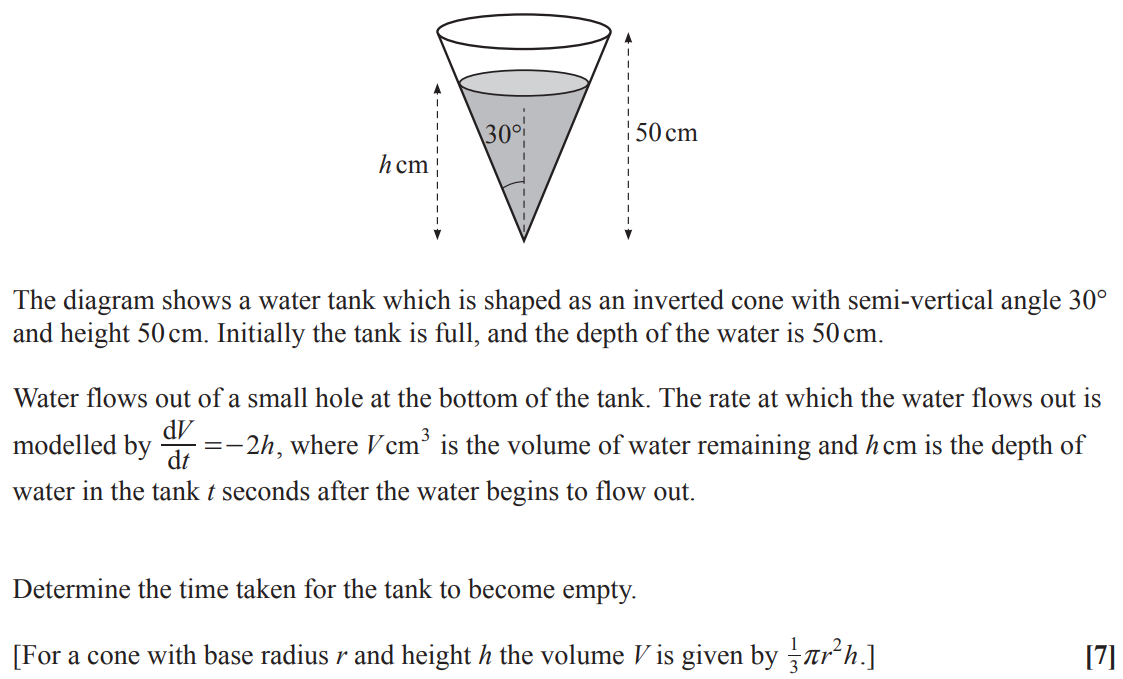 30°
50 cm
h cm
The diagram shows a water tank which is shaped as an inverted cone with semi-vertical angle 30°
and height 50 cm. Initially the tank is full, and the depth of the water is 50 cm.
Water flows out of a small hole at the bottom of the tank. The rate at which the water flows out is
modelled by dV/dt = −2h, where V cm³ is the volume of water remaining and h cm is the depth of
water in the tank t seconds after the water begins to flow out.
Determine the time taken for the tank to become empty.
[For a cone with base radius r and height h the volume V is given by ⅓πr²h.] [7]